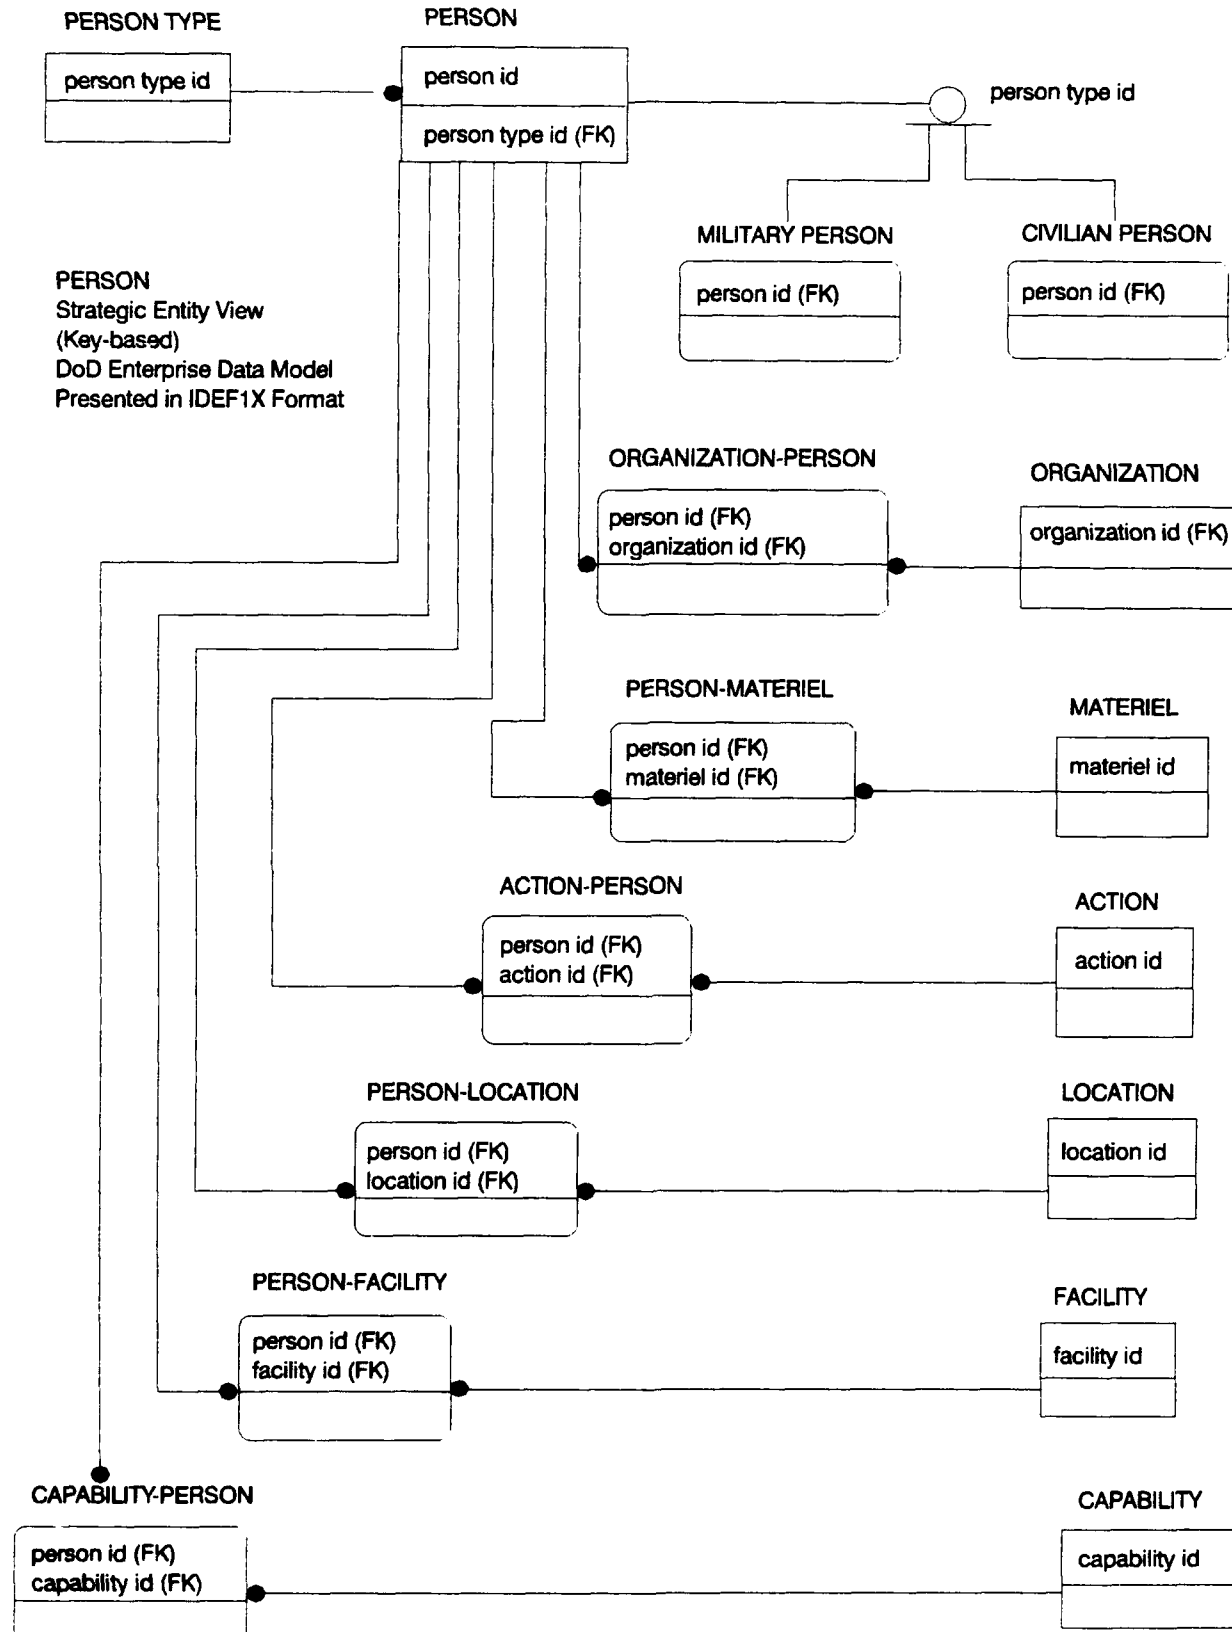 PERSON TYPE
person type id
PERSON
person id
person type id (FK)
person type id
MILITARY PERSON
person id (FK)
CIVILIAN PERSON
person id (FK)
PERSON
Strategic Entity View
(Key-based)
DoD Enterprise Data Model
Presented in IDEF1X Format
ORGANIZATION-PERSON
person id (FK)
organization id (FK)
ORGANIZATION
organization id (FK)
PERSON-MATERIEL
person id (FK)
materiel id (FK)
MATERIEL
materiel id
ACTION-PERSON
person id (FK)
action id (FK)
ACTION
action id
PERSON-LOCATION
person id (FK)
location id (FK)
LOCATION
location id
PERSON-FACILITY
person id (FK)
facility id (FK)
FACILITY
facility id
CAPABILITY-PERSON
person id (FK)
capability id (FK)
CAPABILITY
capability id